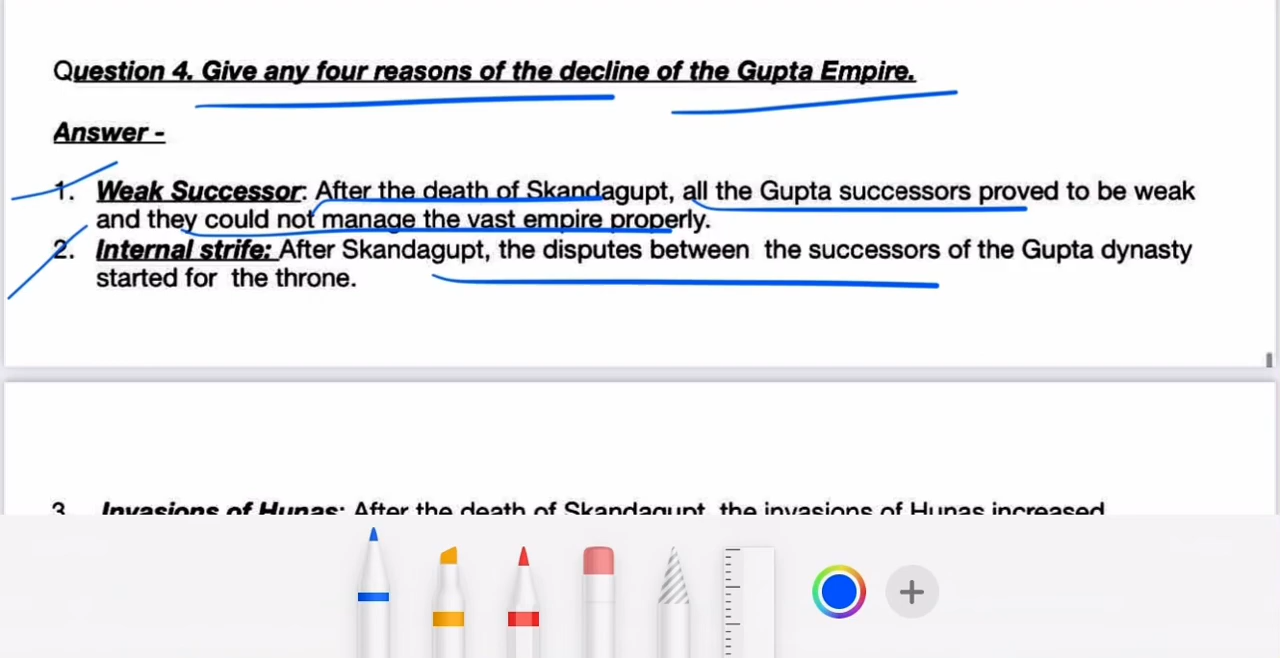 Question 4. Give any four reasons of the decline of the Gupta Empire.
Answer -
1. Weak Successor: After the death of Skandagupt, all the Gupta successors proved to be weak
and they could not manage the vast empire properly.
2. Internal strife: After Skandagupt, the disputes between the successors of the Gupta dynasty
started for the throne.
3. Invasions of Hunas: After the death of Skandagupt, the invasions of Hunas increased